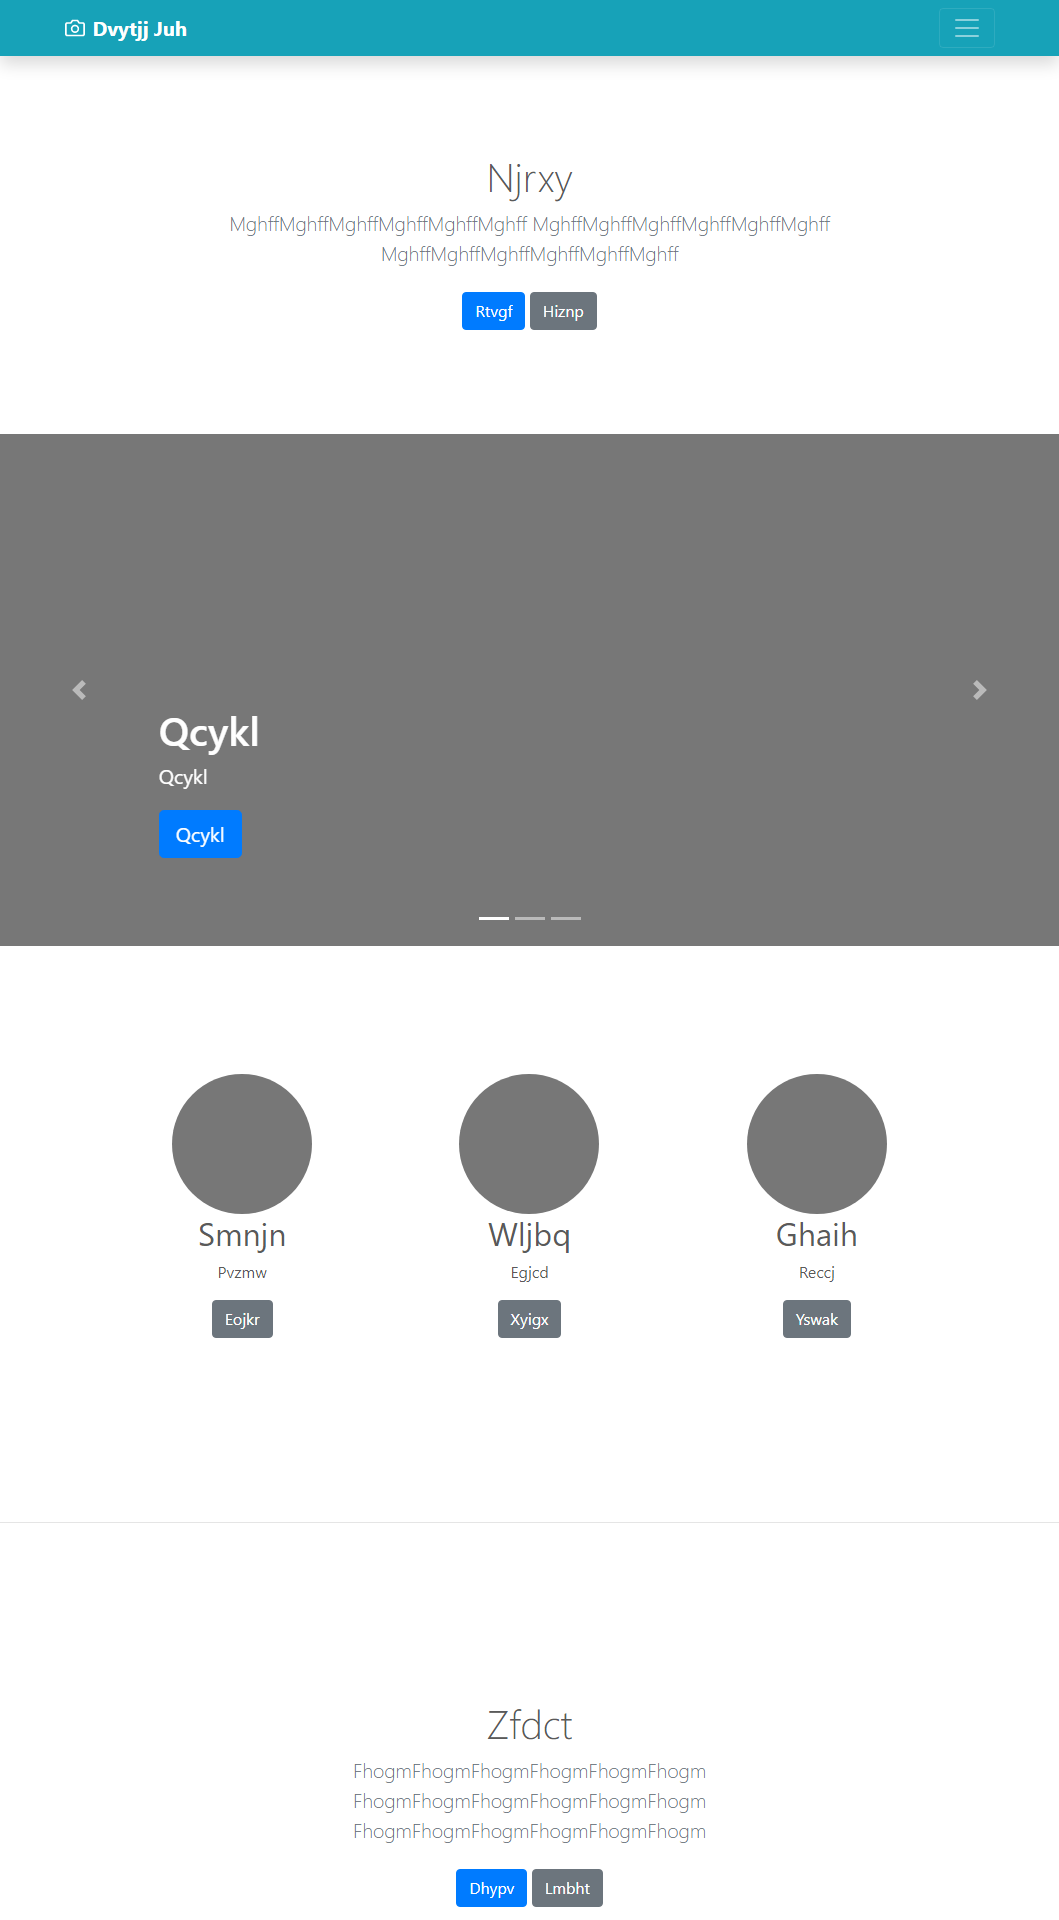 Dvytjj Juh
Njrxy
MghffMghffMghffMghffMghffMghff MghffMghffMghffMghffMghffMghff
MghffMghffMghffMghffMghffMghff
Rtvgf Hiznp
Qcykl
Qcykl
Qcykl
Smnjn Wljbq Ghaih
Pvzmw Egjcd Reccj
Eojkr Xyigx Yswak
Zfdct
FhogmFhogmFhogmFhogmFhogmFhogm
FhogmFhogmFhogmFhogmFhogmFhogm
FhogmFhogmFhogmFhogmFhogmFhogm
Dhypv Lmbht